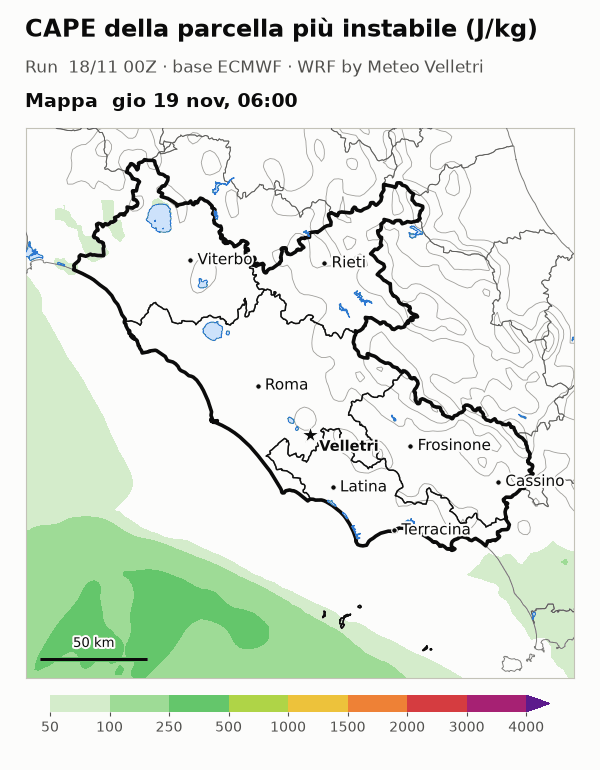 CAPE della parcella più instabile (J/kg)
Run  18/11 00Z · base ECMWF · WRF by Meteo Velletri
Mappa  gio 19 nov, 06:00
Viterbo
Rieti
Roma
Velletri
Frosinone
Cassino
Latina
Terracina
50 km
50 100 250 500 1000 1500 2000 3000 4000